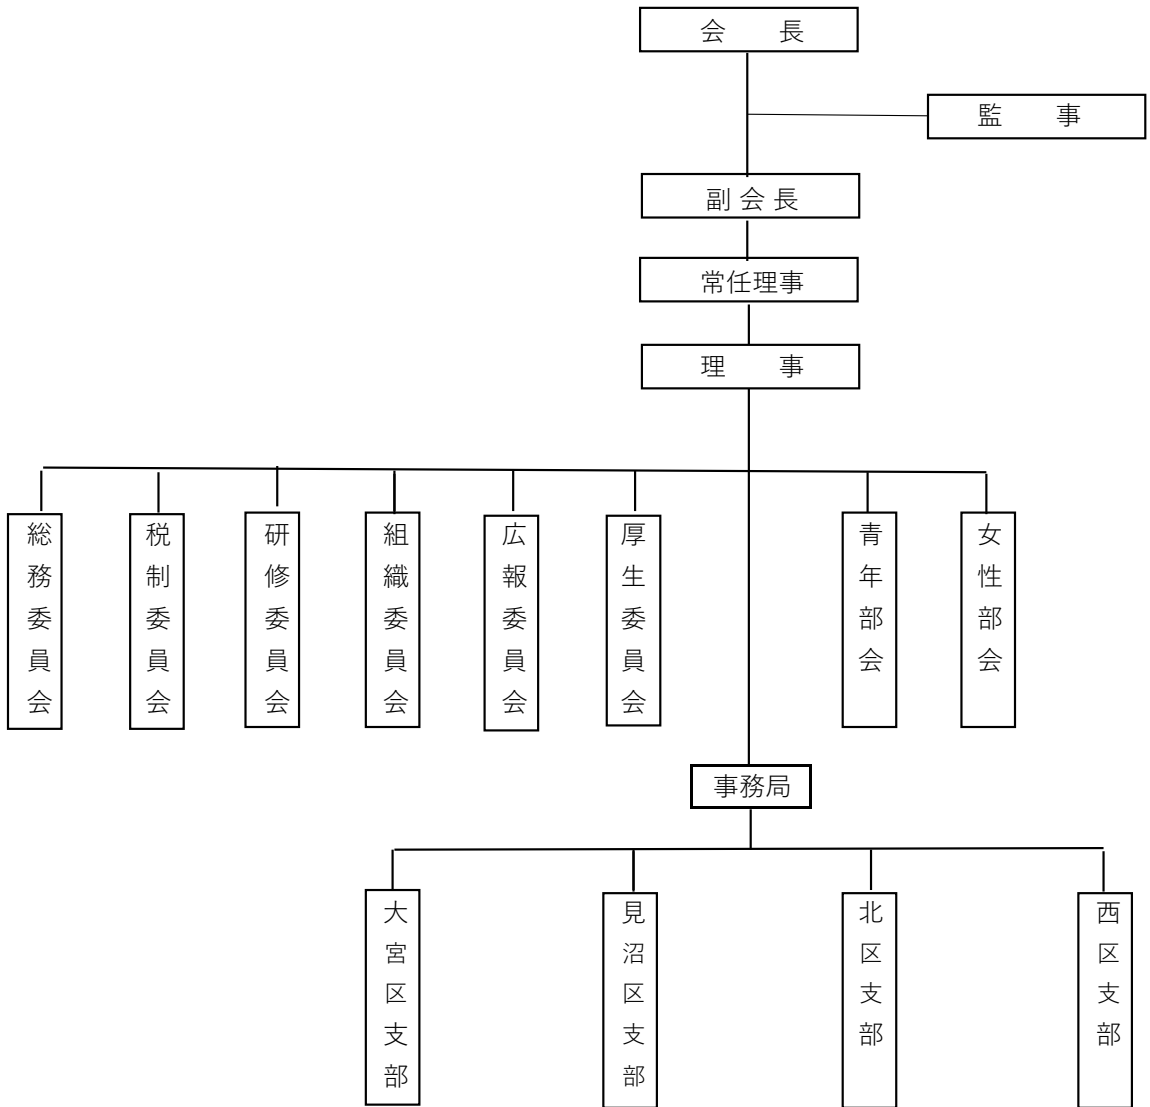 会　　長
監　　事
副 会 長
常任理事
理　　事
総務委員会
税制委員会
研修委員会
組織委員会
広報委員会
厚生委員会
青年部会
女性部会
事務局
大宮区支部
見沼区支部
北区支部
西区支部